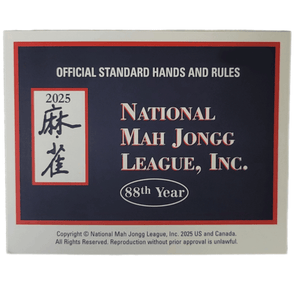 OFFICIAL STANDARD HANDS AND RULES
2025
麻
雀
NATIONAL
MAH JONGG
LEAGUE, INC.
88th Year
Copyright © National Mah Jongg League, Inc. 2025 US and Canada.
All Rights Reserved. Reproduction without prior approval is unlawful.